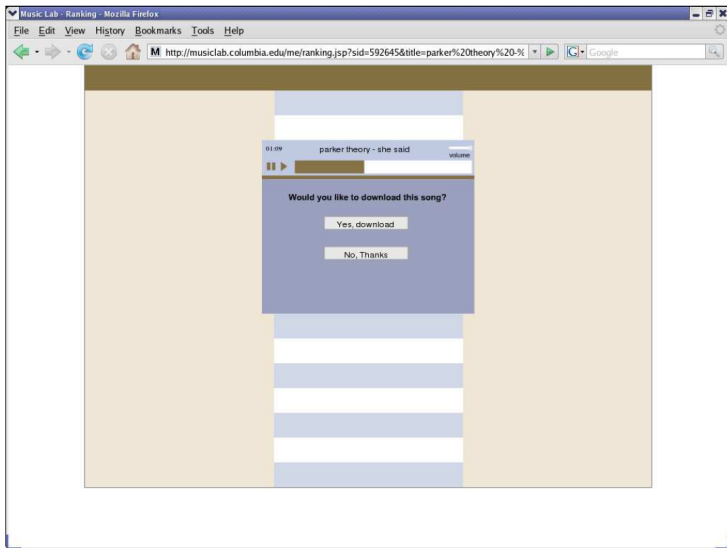 Music Lab - Ranking - Mozilla Firefox
File Edit View History Bookmarks Tools Help
M http://musiclab.columbia.edu/me/ranking.jsp?sid=592645&title=parker%20theory%20-% G Google
01:09 parker theory - she said volume
Would you like to download this song?
Yes, download
No, Thanks